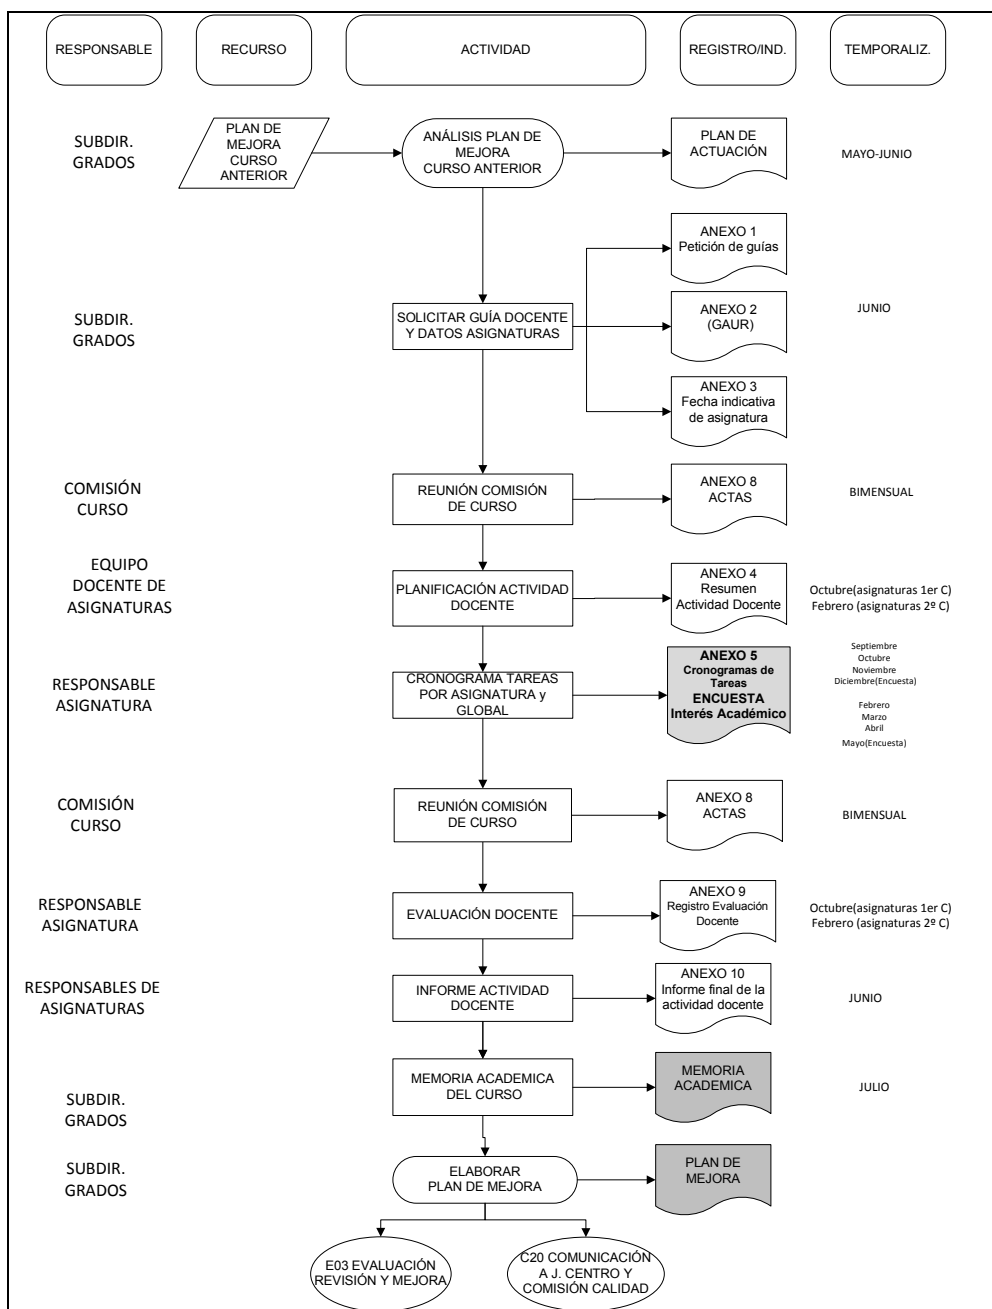 RESPONSABLE
RECURSO
ACTIVIDAD
REGISTRO/IND.
TEMPORALIZ.
SUBDIR.
GRADOS
PLAN DE
MEJORA
CURSO
ANTERIOR
ANÁLISIS PLAN DE
MEJORA
CURSO ANTERIOR
PLAN DE
ACTUACIÓN
MAYO-JUNIO
SUBDIR.
GRADOS
SOLICITAR GUÍA DOCENTE
Y DATOS ASIGNATURAS
ANEXO 1
Petición de guías
ANEXO 2
(GAUR)
ANEXO 3
Fecha indicativa
de asignatura
JUNIO
COMISIÓN
CURSO
REUNIÓN COMISIÓN
DE CURSO
ANEXO 8
ACTAS
BIMENSUAL
EQUIPO
DOCENTE DE
ASIGNATURAS
PLANIFICACIÓN ACTIVIDAD
DOCENTE
ANEXO 4
Resumen
Actividad Docente
Octubre(asignaturas 1er C)
Febrero (asignaturas 2º C)
RESPONSABLE
ASIGNATURA
CRONOGRAMA TAREAS
POR ASIGNATURA y
GLOBAL
ANEXO 5
Cronogramas de
Tareas
ENCUESTA
Interés Académico
Septiembre
Octubre
Noviembre
Diciembre(Encuesta)
Febrero
Marzo
Abril
Mayo(Encuesta)
COMISIÓN
CURSO
REUNIÓN COMISIÓN
DE CURSO
ANEXO 8
ACTAS
BIMENSUAL
RESPONSABLE
ASIGNATURA
EVALUACIÓN DOCENTE
ANEXO 9
Registro Evaluación
Docente
Octubre(asignaturas 1er C)
Febrero (asignaturas 2º C)
RESPONSABLES DE
ASIGNATURAS
INFORME ACTIVIDAD
DOCENTE
ANEXO 10
Informe final de la
actividad docente
JUNIO
SUBDIR.
GRADOS
MEMORIA ACADEMICA
DEL CURSO
MEMORIA
ACADEMICA
JULIO
SUBDIR.
GRADOS
ELABORAR
PLAN DE MEJORA
PLAN DE
MEJORA
E03 EVALUACIÓN
REVISIÓN Y MEJORA
C20 COMUNICACIÓN
A J. CENTRO Y
COMISIÓN CALIDAD